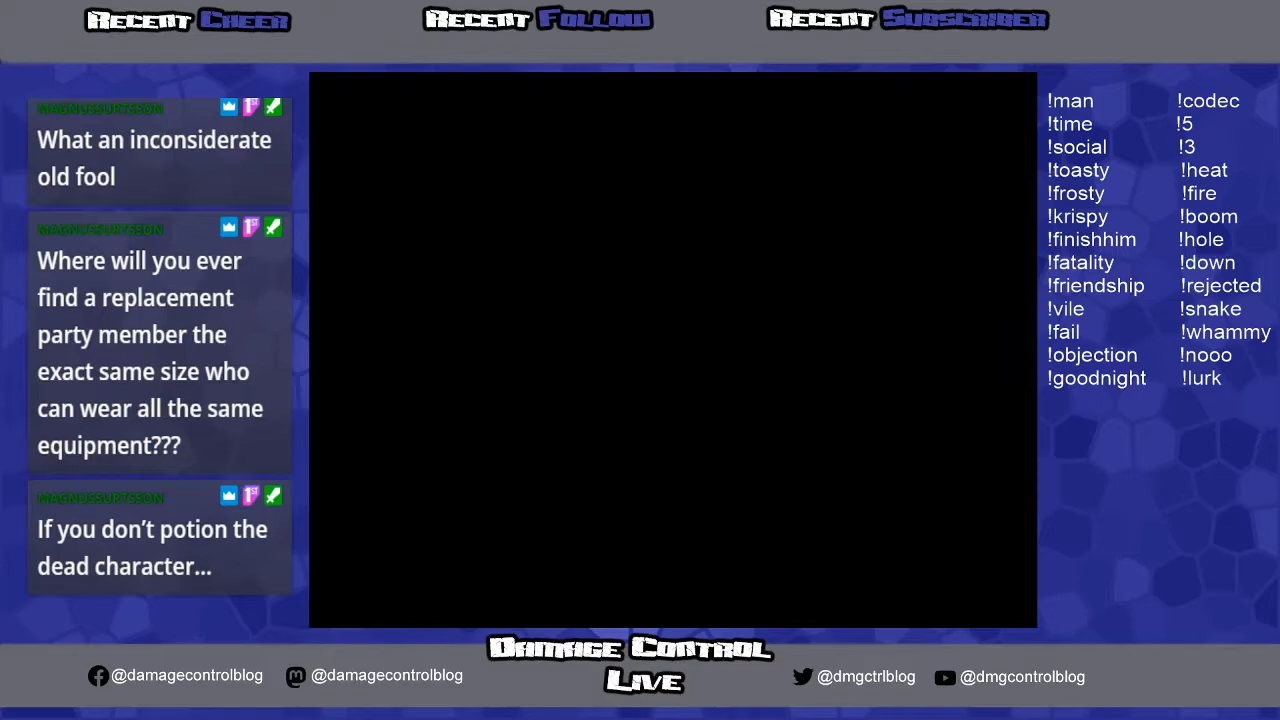 Recent Cheer
Recent Follow
Recent Subscriber
MAGNUSSURTSSON
What an inconsiderate
old fool
MAGNUSSURTSSON
Where will you ever
find a replacement
party member the
exact same size who
can wear all the same
equipment???
MAGNUSSURTSSON
If you don't potion the
dead character...
!man !codec
!time !5
!social !3
!toasty !heat
!frosty !fire
!krispy !boom
!finishhim !hole
!fatality !down
!friendship !rejected
!vile !snake
!fail !whammy
!objection !nooo
!goodnight !lurk
Damage Control
Live
@damagecontrolblog
@damagecontrolblog
@dmgctrlblog
@dmgcontrolblog